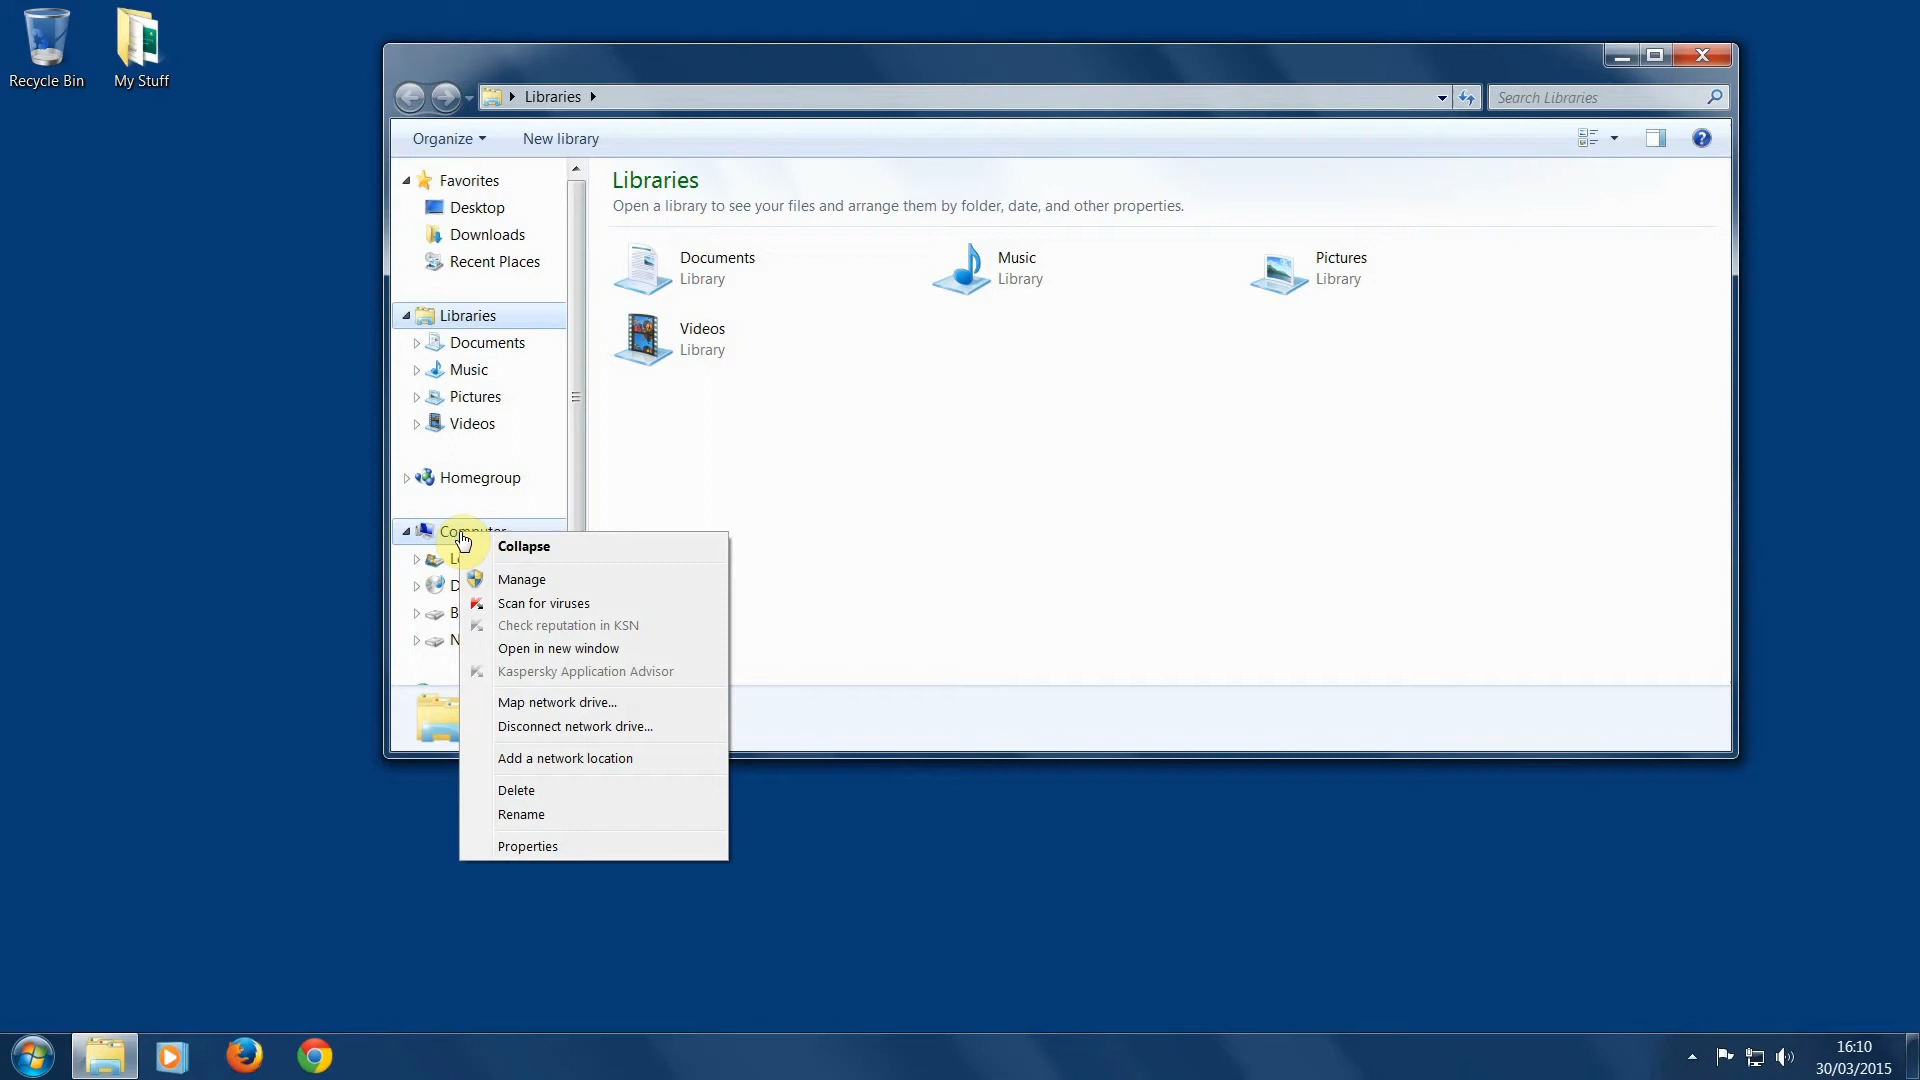 Recycle Bin
My Stuff
Libraries
Search Libraries
Organize
New library
Favorites
Desktop
Downloads
Recent Places
Libraries
Documents
Music
Pictures
Videos
Homegroup
Computer
Libraries
Open a library to see your files and arrange them by folder, date, and other properties.
Documents
Library
Music
Library
Pictures
Library
Videos
Library
Collapse
Manage
Scan for viruses
Check reputation in KSN
Open in new window
Kaspersky Application Advisor
Map network drive...
Disconnect network drive...
Add a network location
Delete
Rename
Properties
16:10
30/03/2015